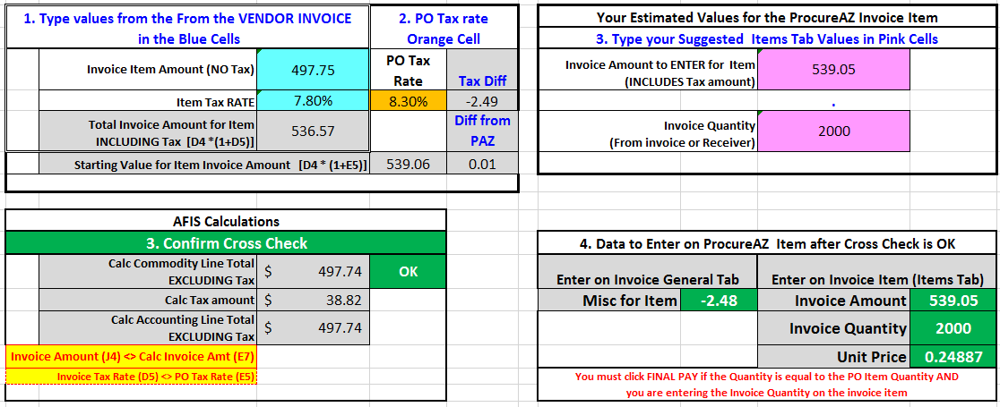 1. Type values from the From the VENDOR INVOICE
in the Blue Cells
2. PO Tax rate
Orange Cell
Invoice Item Amount (NO Tax)
497.75
PO Tax
Rate
Tax Diff
Item Tax RATE
7.80%
8.30%
-2.49
Total Invoice Amount for Item
INCLUDING Tax [D4 *(1+D5)]
536.57
Diff from
PAZ
Starting Value for Item Invoice Amount [D4 * (1+E5)]
539.06
0.01
Your Estimated Values for the ProcureAZ Invoice Item
3. Type your Suggested Items Tab Values in Pink Cells
Invoice Amount to ENTER for Item
(INCLUDES Tax amount)
539.05
.
Invoice Quantity
(From invoice or Receiver)
2000
AFIS Calculations
3. Confirm Cross Check
Calc Commodity Line Total
EXCLUDING Tax
$ 497.74
OK
Calc Tax amount
$ 38.82
Calc Accounting Line Total
EXCLUDING Tax
$ 497.74
Invoice Amount (J4) <> Calc Invoice Amt (E7)
Invoice Tax Rate (D5) <> PO Tax Rate (E5)
4. Data to Enter on ProcureAZ Item after Cross Check is OK
Enter on Invoice General Tab
Enter on Invoice Item (Items Tab)
Misc for Item
-2.48
Invoice Amount
539.05
Invoice Quantity
2000
Unit Price
0.24887
You must click FINAL PAY if the Quantity is equal to the PO Item Quantity AND
you are entering the Invoice Quantity on the invoice item